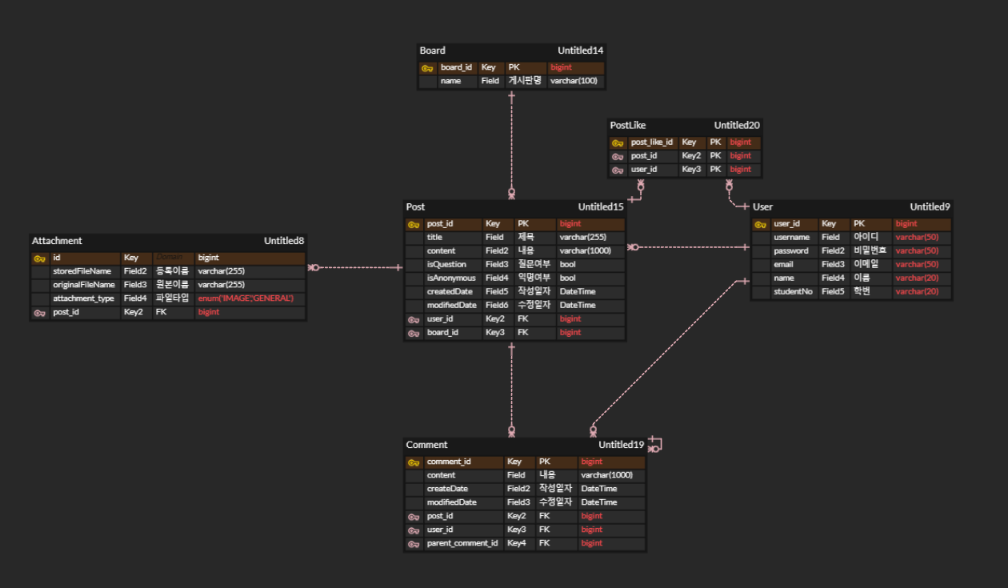 Board Untitled14
board_id Key PK bigint
name Field 게시판명 varchar(100)
PostLike Untitled20
post_like_id Key PK bigint
post_id Key2 PK bigint
user_id Key3 PK bigint
Post Untitled15
post_id Key PK bigint
title Field 제목 varchar(255)
content Field2 내용 varchar(1000)
isQuestion Field3 질문여부 bool
isAnonymous Field4 익명여부 bool
createdDate Field5 작성일자 DateTime
modifiedDate Field6 수정일자 DateTime
user_id Key2 FK bigint
board_id Key3 FK bigint
User Untitled9
user_id Key PK bigint
username Field 아이디 varchar(50)
password Field2 비밀번호 varchar(50)
email Field3 이메일 varchar(50)
name Field4 이름 varchar(20)
studentNo Field5 학번 varchar(20)
Attachment Untitled8
id Key Domain bigint
storedFileName Field2 등록이름 varchar(255)
originalFileName Field3 원본이름 varchar(255)
attachment_type Field4 파일타입 enum('IMAGE','GENERAL')
post_id Key2 FK bigint
Comment Untitled19
comment_id Key PK bigint
content Field 내용 varchar(1000)
createDate Field2 작성일자 DateTime
modifiedDate Field3 수정일자 DateTime
post_id Key2 FK bigint
user_id Key3 FK bigint
parent_comment_id Key4 FK bigint